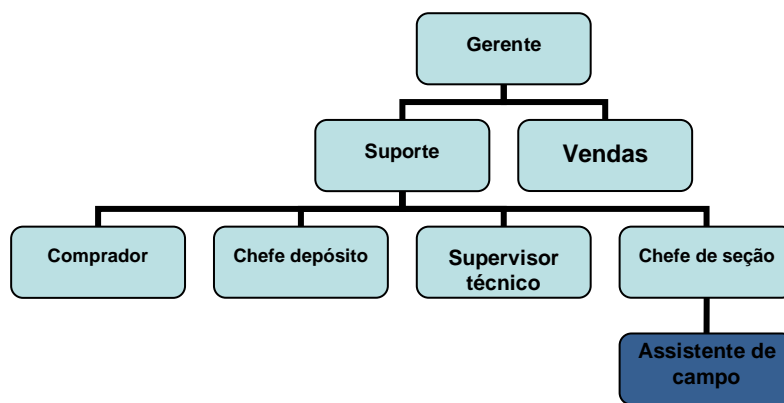 Gerente
Suporte
Vendas
Comprador
Chefe depósito
Supervisor
técnico
Chefe de seção
Assistente de
campo